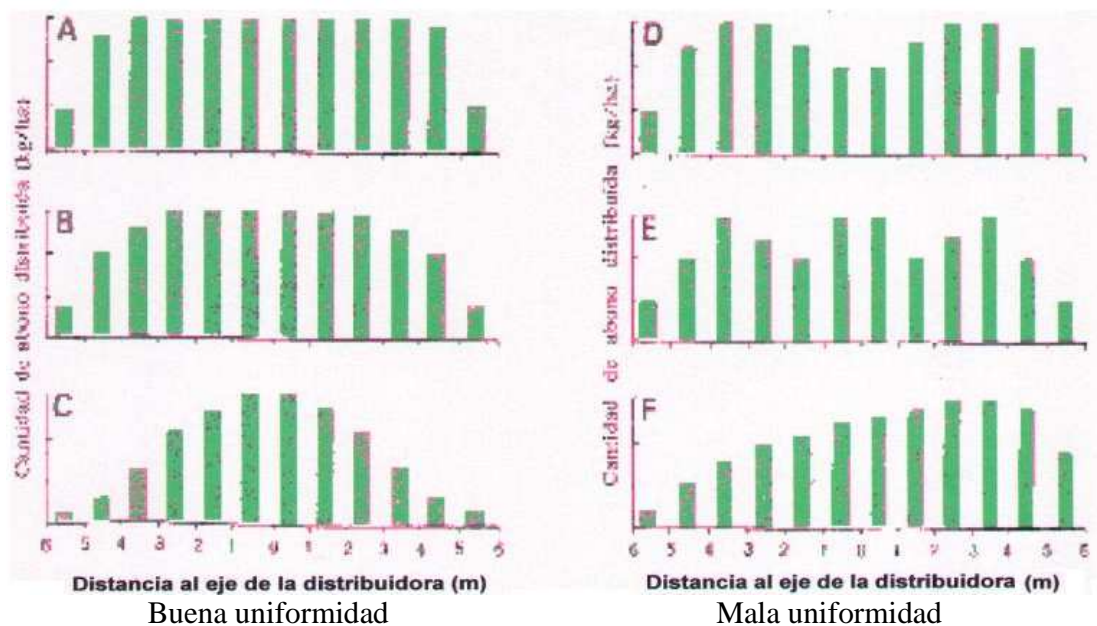 A
B
C
Cantidad de abono distribuida (kg/ha)
6 5 4 3 2 1 0 1 2 3 4 5 6
Distancia al eje de la distribuidora (m)
Buena uniformidad
D
E
F
Cantidad de abono distribuida (kg/ha)
6 5 4 3 2 1 0 1 2 3 4 5 6
Distancia al eje de la distribuidora (m)
Mala uniformidad